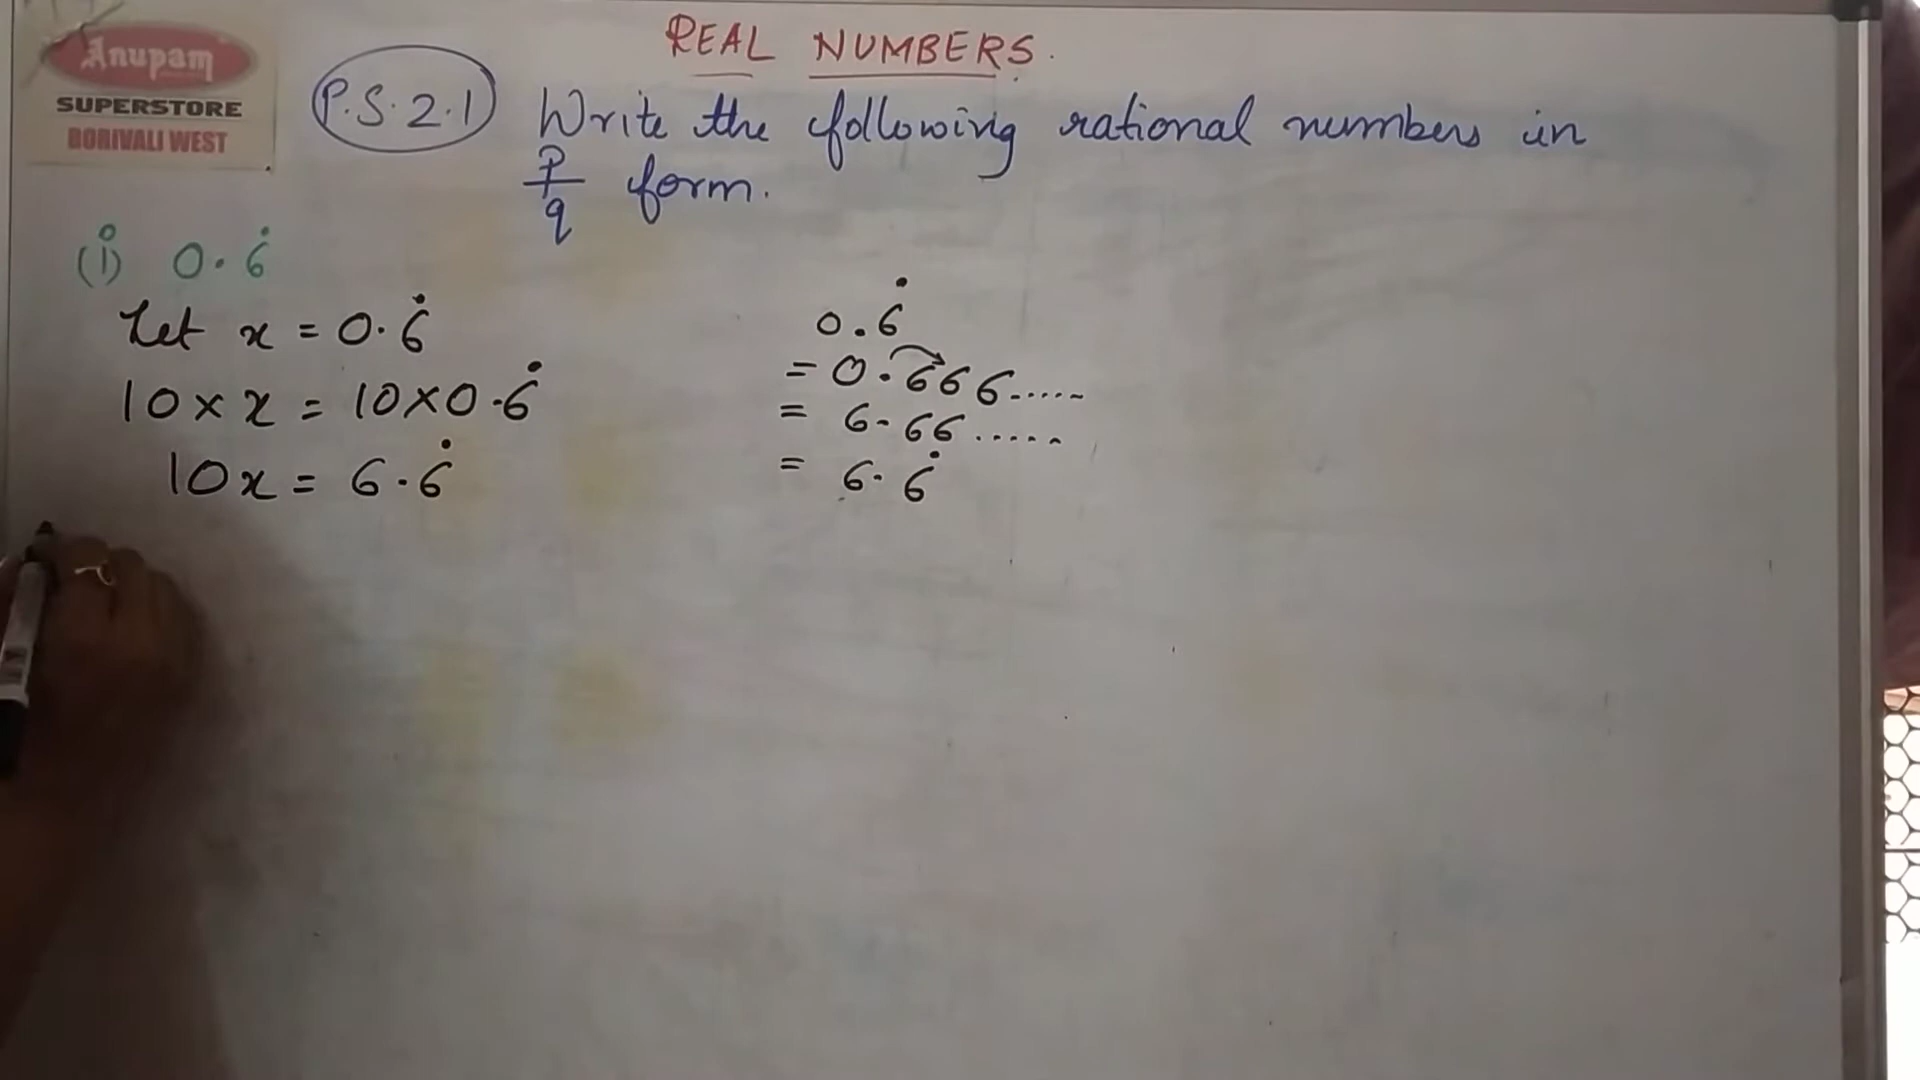 Anupam
SUPERSTORE
BORIVALI WEST
REAL NUMBERS.
P.S.2.1 Write the following rational numbers in
p/q form.
(i) 0.6̇
Let x = 0.6̇
10 × x = 10 × 0.6̇
10x = 6.6̇
0.6̇
= 0.666.....
= 6.66.....
= 6.6̇